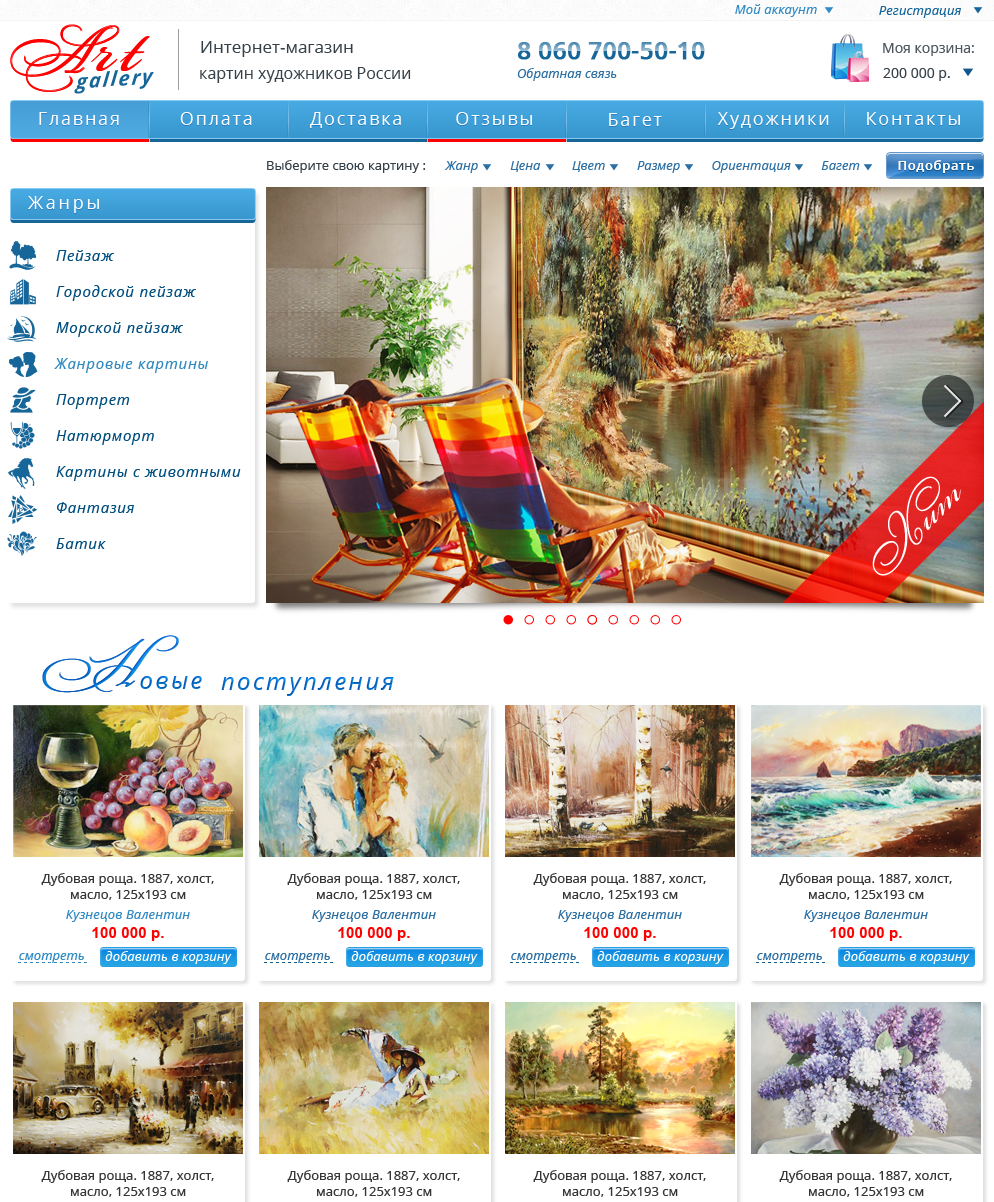 Мой аккаунт
Регистрация
Art
gallery
Интернет-магазин
картин художников России
8 060 700-50-10
Обратная связь
Моя корзина:
200 000 р.
Главная
Оплата
Доставка
Отзывы
Багет
Художники
Контакты
Выберите свою картину :
Жанр
Цена
Цвет
Размер
Ориентация
Багет
Подобрать
Жанры
Пейзаж
Городской пейзаж
Морской пейзаж
Жанровые картины
Портрет
Натюрморт
Картины с животными
Фантазия
Батик
Хит
Новые поступления
Дубовая роща. 1887, холст,
масло, 125х193 см
Кузнецов Валентин
100 000 р.
смотреть
добавить в корзину
Дубовая роща. 1887, холст,
масло, 125х193 см
Кузнецов Валентин
100 000 р.
смотреть
добавить в корзину
Дубовая роща. 1887, холст,
масло, 125х193 см
Кузнецов Валентин
100 000 р.
смотреть
добавить в корзину
Дубовая роща. 1887, холст,
масло, 125х193 см
Кузнецов Валентин
100 000 р.
смотреть
добавить в корзину
Дубовая роща. 1887, холст,
масло, 125х193 см
Дубовая роща. 1887, холст,
масло, 125х193 см
Дубовая роща. 1887, холст,
масло, 125х193 см
Дубовая роща. 1887, холст,
масло, 125х193 см